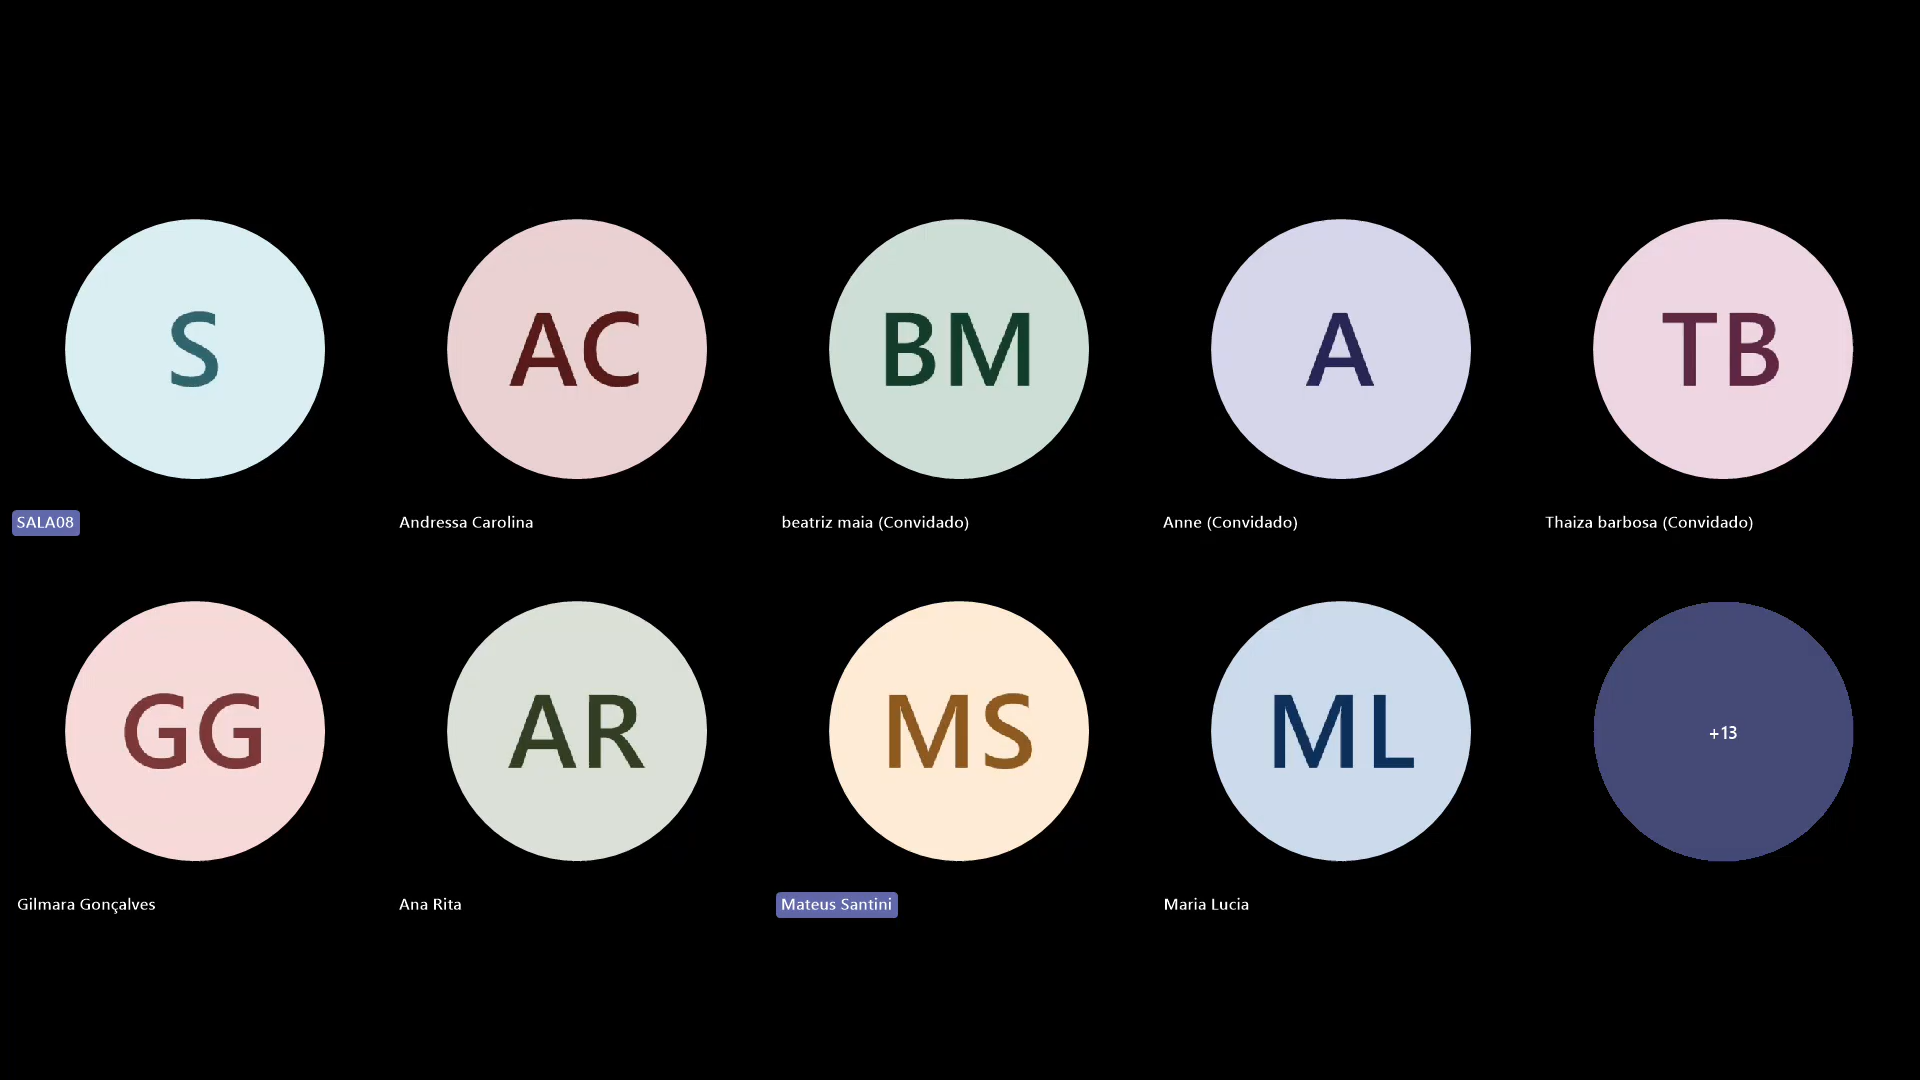 S
AC
BM
A
TB
SALA08
Andressa Carolina
beatriz maia (Convidado)
Anne (Convidado)
Thaiza barbosa (Convidado)
GG
AR
MS
ML
+13
Gilmara Gonçalves
Ana Rita
Mateus Santini
Maria Lucia